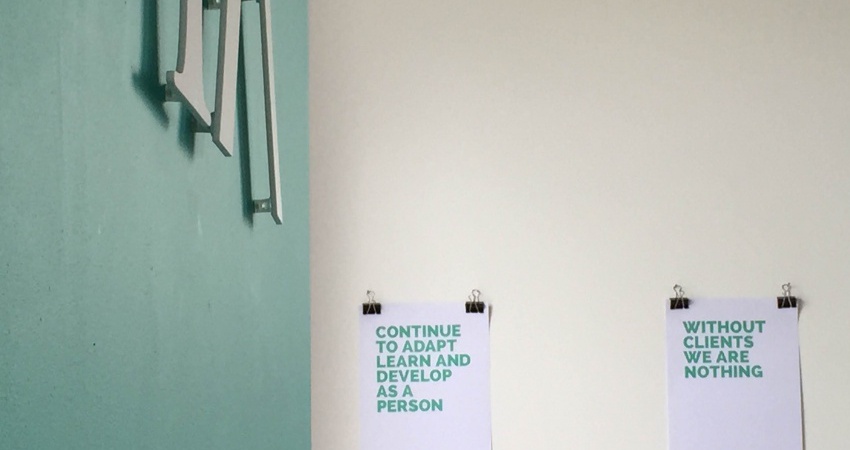 CONTINUE
TO ADAPT
LEARN AND
DEVELOP
AS A
PERSON
WITHOUT
CLIENTS
WE ARE
NOTHING